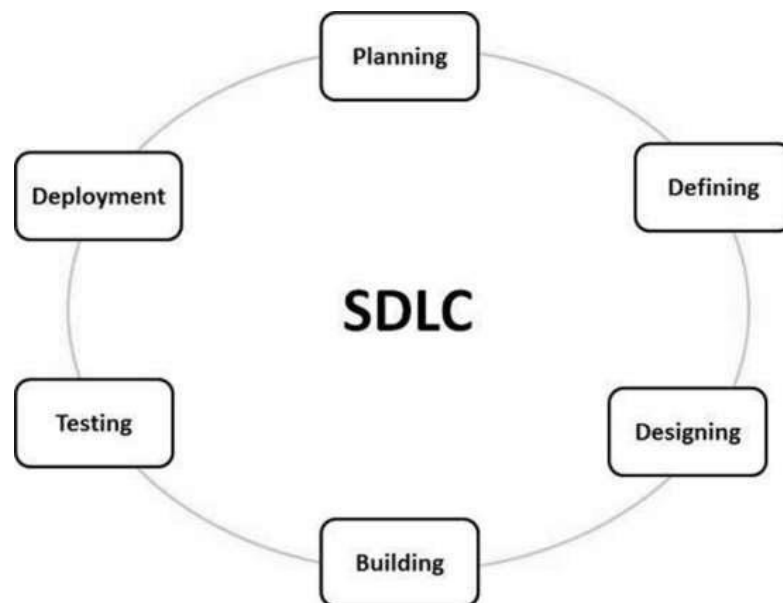 Planning
Defining
Designing
Building
Testing
Deployment
SDLC